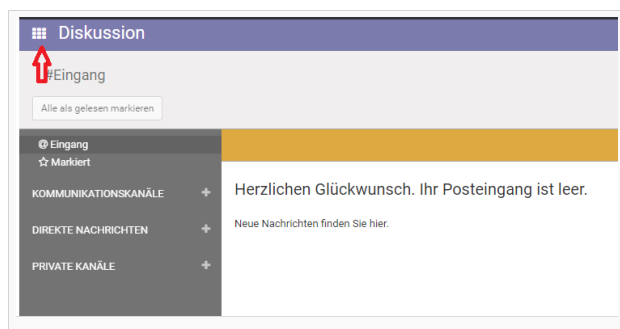 Diskussion
#Eingang
Alle als gelesen markieren
@ Eingang
☆ Markiert
KOMMUNIKATIONSKANÄLE +
DIREKTE NACHRICHTEN +
PRIVATE KANÄLE +
Herzlichen Glückwunsch. Ihr Posteingang ist leer.
Neue Nachrichten finden Sie hier.